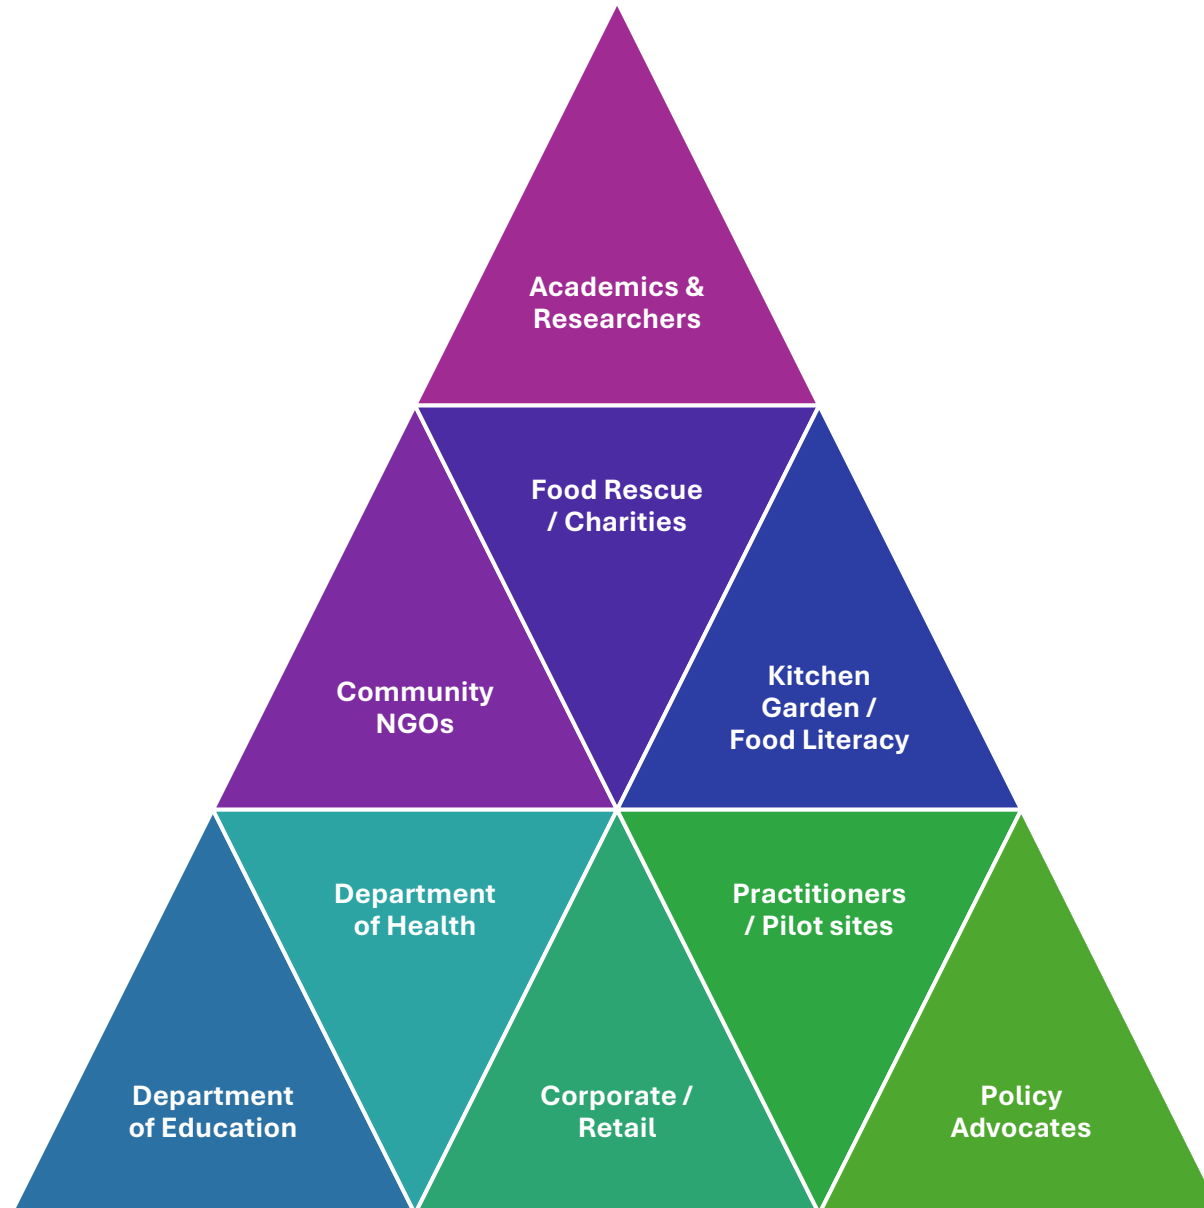 Academics &
Researchers
Food Rescue
/ Charities
Community
NGOs
Kitchen
Garden /
Food Literacy
Department
of Health
Practitioners
/ Pilot sites
Department
of Education
Corporate /
Retail
Policy
Advocates